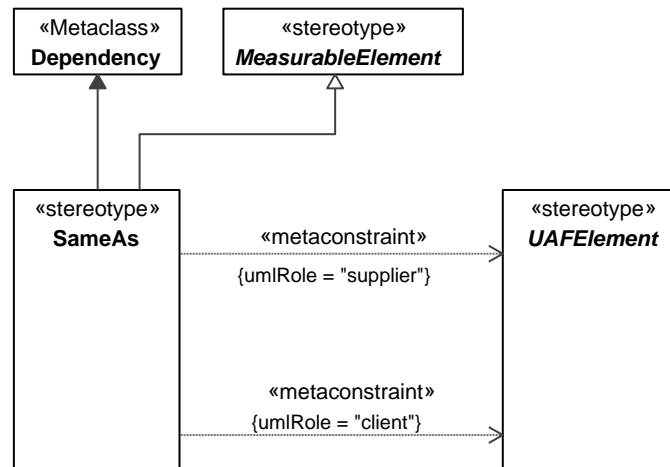 «Metaclass»
Dependency
«stereotype»
MeasurableElement
«stereotype»
SameAs
«metaconstraint»
{umlRole = "supplier"}
«metaconstraint»
{umlRole = "client"}
«stereotype»
UAFElement